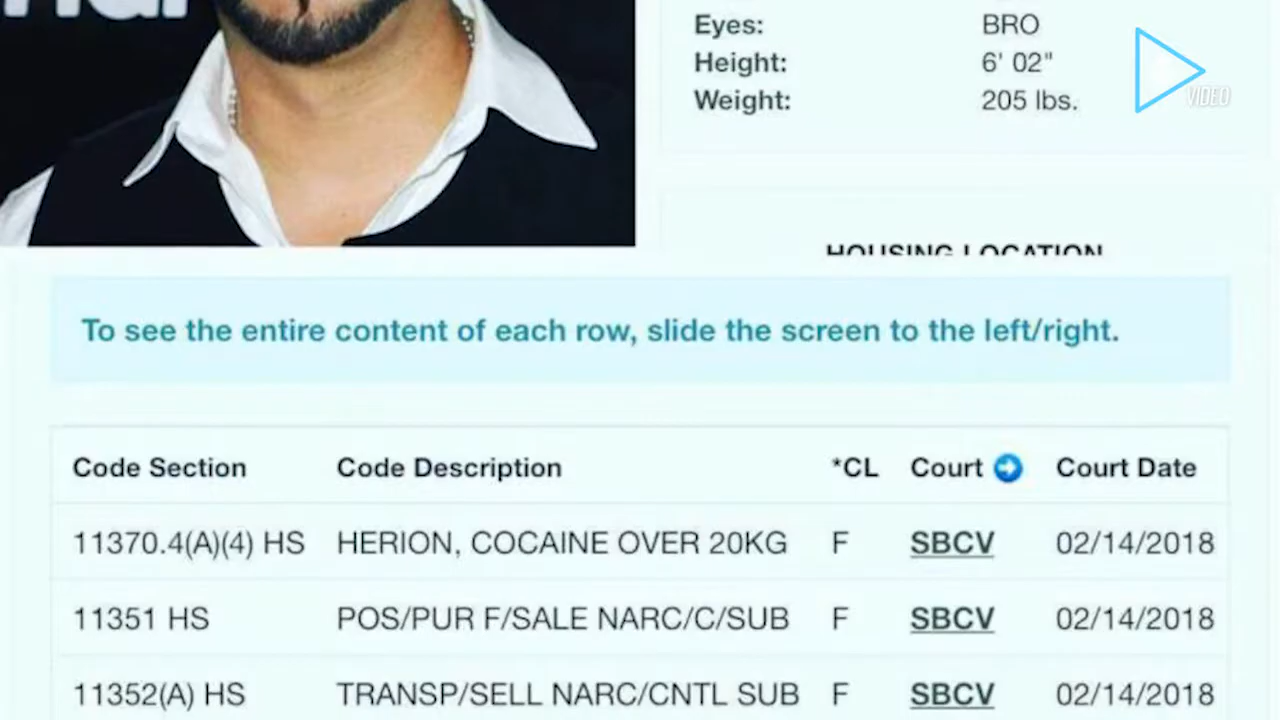 Eyes: BRO
Height: 6' 02"
Weight: 205 lbs.
VIDEO
HOUSING LOCATION
To see the entire content of each row, slide the screen to the left/right.
Code Section Code Description *CL Court Court Date
11370.4(A)(4) HS HERION, COCAINE OVER 20KG F SBCV 02/14/2018
11351 HS POS/PUR F/SALE NARC/C/SUB F SBCV 02/14/2018
11352(A) HS TRANSP/SELL NARC/CNTL SUB F SBCV 02/14/2018